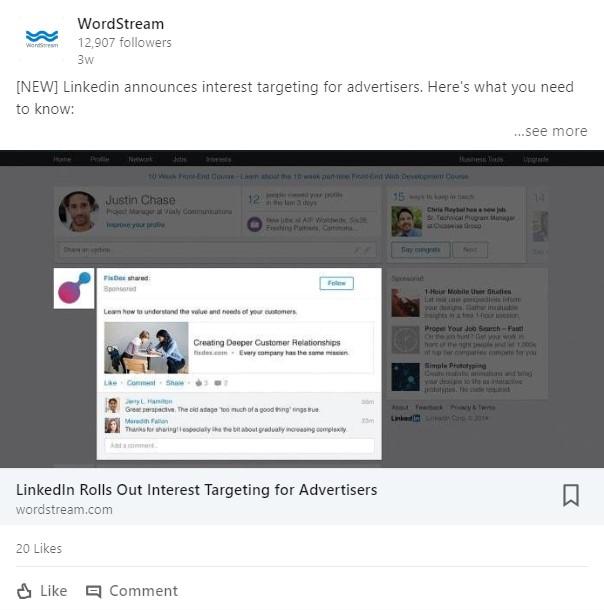 WordStream
WordStream
12,907 followers
3w
[NEW] Linkedin announces interest targeting for advertisers. Here's what you need
to know:
...see more
Home Profile Network Jobs Interests Business Tools Upgrade
10 Week Front-End Course - Learn about the 10 week part-time Front-End Web Development Course
Justin Chase
Project Manager at Vixily Communications
Improve your profile
12 people viewed your profile
in the last 3 days
New jobs at AIF Worldwide, Six28,
Freshing Partners, Communa...
Share an update...
15 ways to keep in touch
Chris Raybal has a new job.
Sr. Technical Program Manager
at Crosswise Group
Say congrats
Next
14
FixDex shared:
Sponsored
Follow
Learn how to understand the value and needs of your customers.
Creating Deeper Customer Relationships
fixdex.com • Every company has the same mission.
Like · Comment · Share · 3 2
Jerry L. Hamilton 36m
Great perspective. The old adage "too much of a good thing" rings true.
Meredith Fallon 23m
Thanks for sharing! I especially like the bit about gradually increasing complexity.
Add a comment...
Sponsored
1-Hour Mobile User Studies
Let real user perspectives inform
your designs. Gather invaluable
insights in a free 1-hour session.
Proper Your Job Search – Fast!
On the job hunt? Get your work in
front of the right people and let 1,000s
of top tier companies compete for you
Simple Prototyping
Create realistic animations and bring
your designs to life as interactive
prototypes. No code required.
About Feedback Privacy & Terms
LinkedIn LinkedIn Corp. © 2014
LinkedIn Rolls Out Interest Targeting for Advertisers
wordstream.com
20 Likes
Like Comment